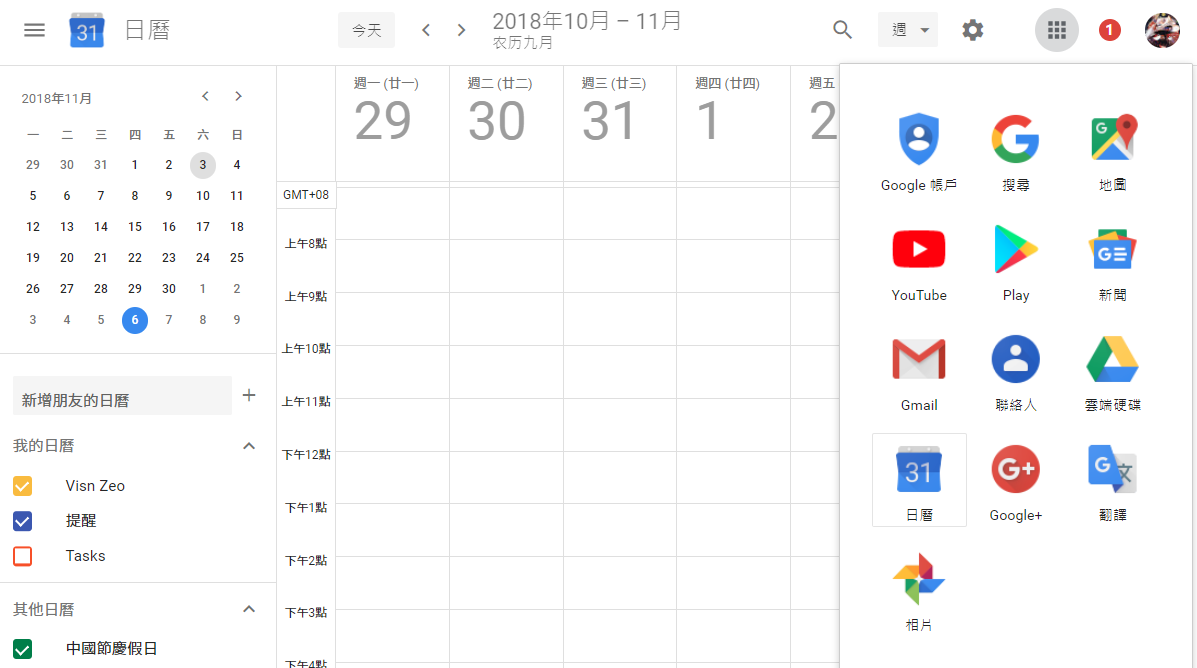 31 日曆
今天
2018年10月 – 11月
农历九月
週
1
2018年11月
一 二 三 四 五 六 日
29 30 31 1 2 3 4
5 6 7 8 9 10 11
12 13 14 15 16 17 18
19 20 21 22 23 24 25
26 27 28 29 30 1 2
3 4 5 6 7 8 9
新增朋友的日曆
我的日曆
Visn Zeo
提醒
Tasks
其他日曆
中國節慶假日
週一 (廿一) 週二 (廿二) 週三 (廿三) 週四 (廿四) 週五
29 30 31 1 2
GMT+08
上午8點
上午9點
上午10點
上午11點
下午12點
下午1點
下午2點
下午3點
下午4點
G
Google 帳戶 搜尋 地圖
G
YouTube Play 新聞
Gmail 聯絡人 雲端硬碟
31 G+ G 文
日曆 Google+ 翻譯
相片